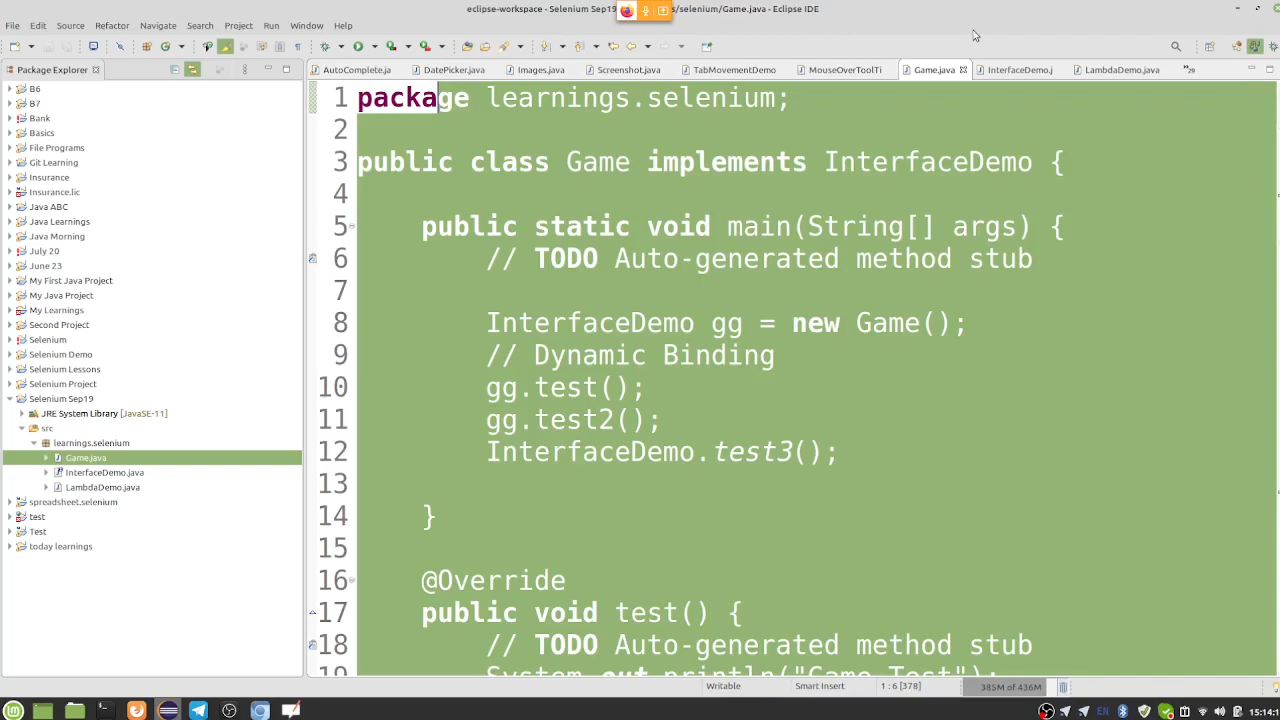 eclipse-workspace - Selenium Sep19
s/selenium/Game.java - Eclipse IDE
File Edit Source Refactor Navigate Search Project Run Window Help
Package Explorer
AutoComplete.ja
DatePicker.java
Images.java
Screenshot.java
TabMovementDemo
MouseOverToolTi
Game.java
InterfaceDemo.j
LambdaDemo.java
»29
B6
B7
Bank
Basics
File Programs
Git Learning
Insurance
Insurance.lic
Java ABC
Java Learnings
Java Morning
July 20
June 23
My First Java Project
My Java Project
My Learnings
Second Project
Selenium
Selenium Demo
Selenium Lessons
Selenium Project
Selenium Sep19
JRE System Library [JavaSE-11]
src
learnings.selenium
Game.java
InterfaceDemo.java
LambdaDemo.java
spreadsheet.selenium
test
Test
today learnings
1 package learnings.selenium;
2
3 public class Game implements InterfaceDemo {
4
5 public static void main(String[] args) {
6 // TODO Auto-generated method stub
7
8 InterfaceDemo gg = new Game();
9 // Dynamic Binding
10 gg.test();
11 gg.test2();
12 InterfaceDemo.test3();
13
14 }
15
16 @Override
17 public void test() {
18 // TODO Auto-generated method stub
19 System.out.println("Game Test");
Writable
Smart Insert
1 : 6 [378]
385M of 436M
EN
15:14:1